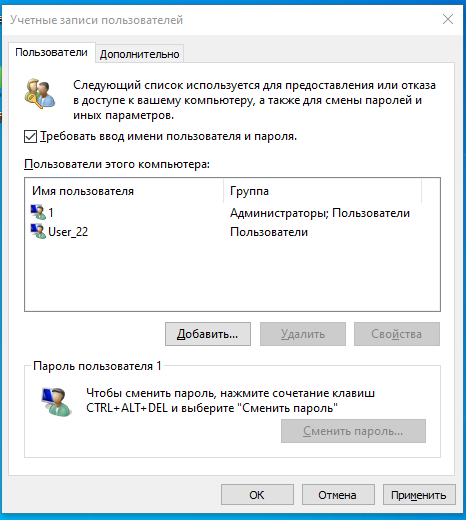 Учетные записи пользователей
Пользователи
Дополнительно
Следующий список используется для предоставления или отказа
в доступе к вашему компьютеру, а также для смены паролей и
иных параметров.
Требовать ввод имени пользователя и пароля.
Пользователи этого компьютера:
Имя пользователя Группа
1 Администраторы; Пользователи
User_22 Пользователи
Добавить... Удалить Свойства
Пароль пользователя 1
Чтобы сменить пароль, нажмите сочетание клавиш
CTRL+ALT+DEL и выберите "Сменить пароль"
Сменить пароль...
ОК Отмена Применить